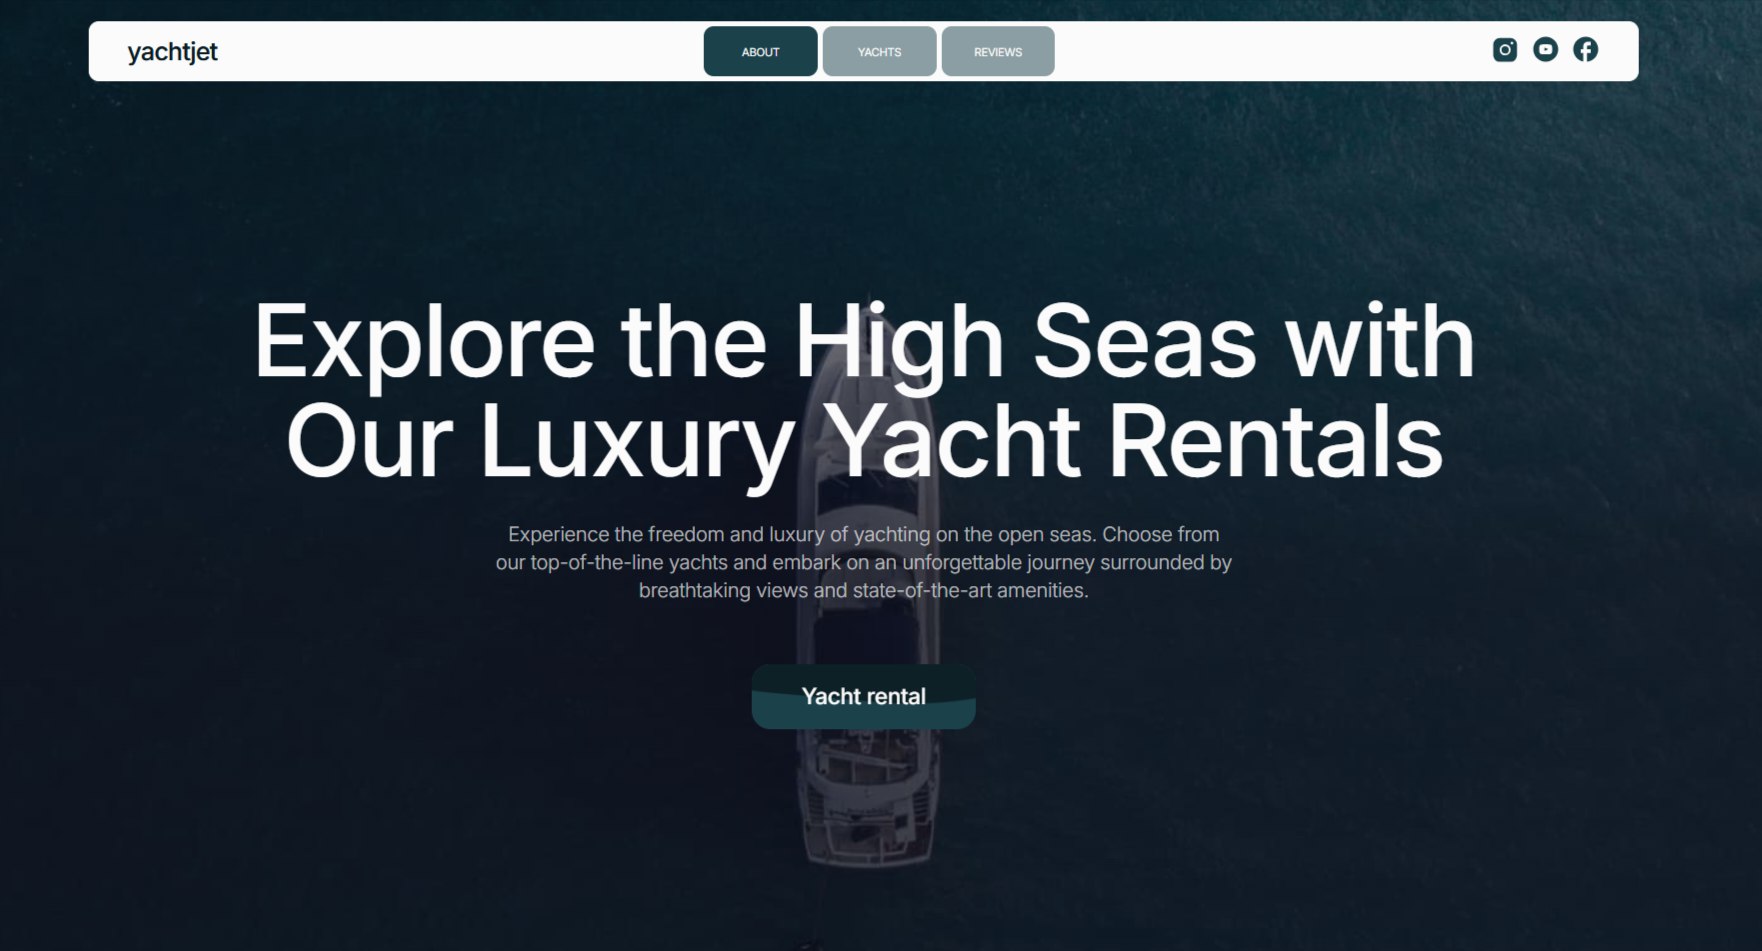 yachtjet
ABOUT
YACHTS
REVIEWS
Explore the High Seas with
Our Luxury Yacht Rentals
Experience the freedom and luxury of yachting on the open seas. Choose from
our top-of-the-line yachts and embark on an unforgettable journey surrounded by
breathtaking views and state-of-the-art amenities.
Yacht rental